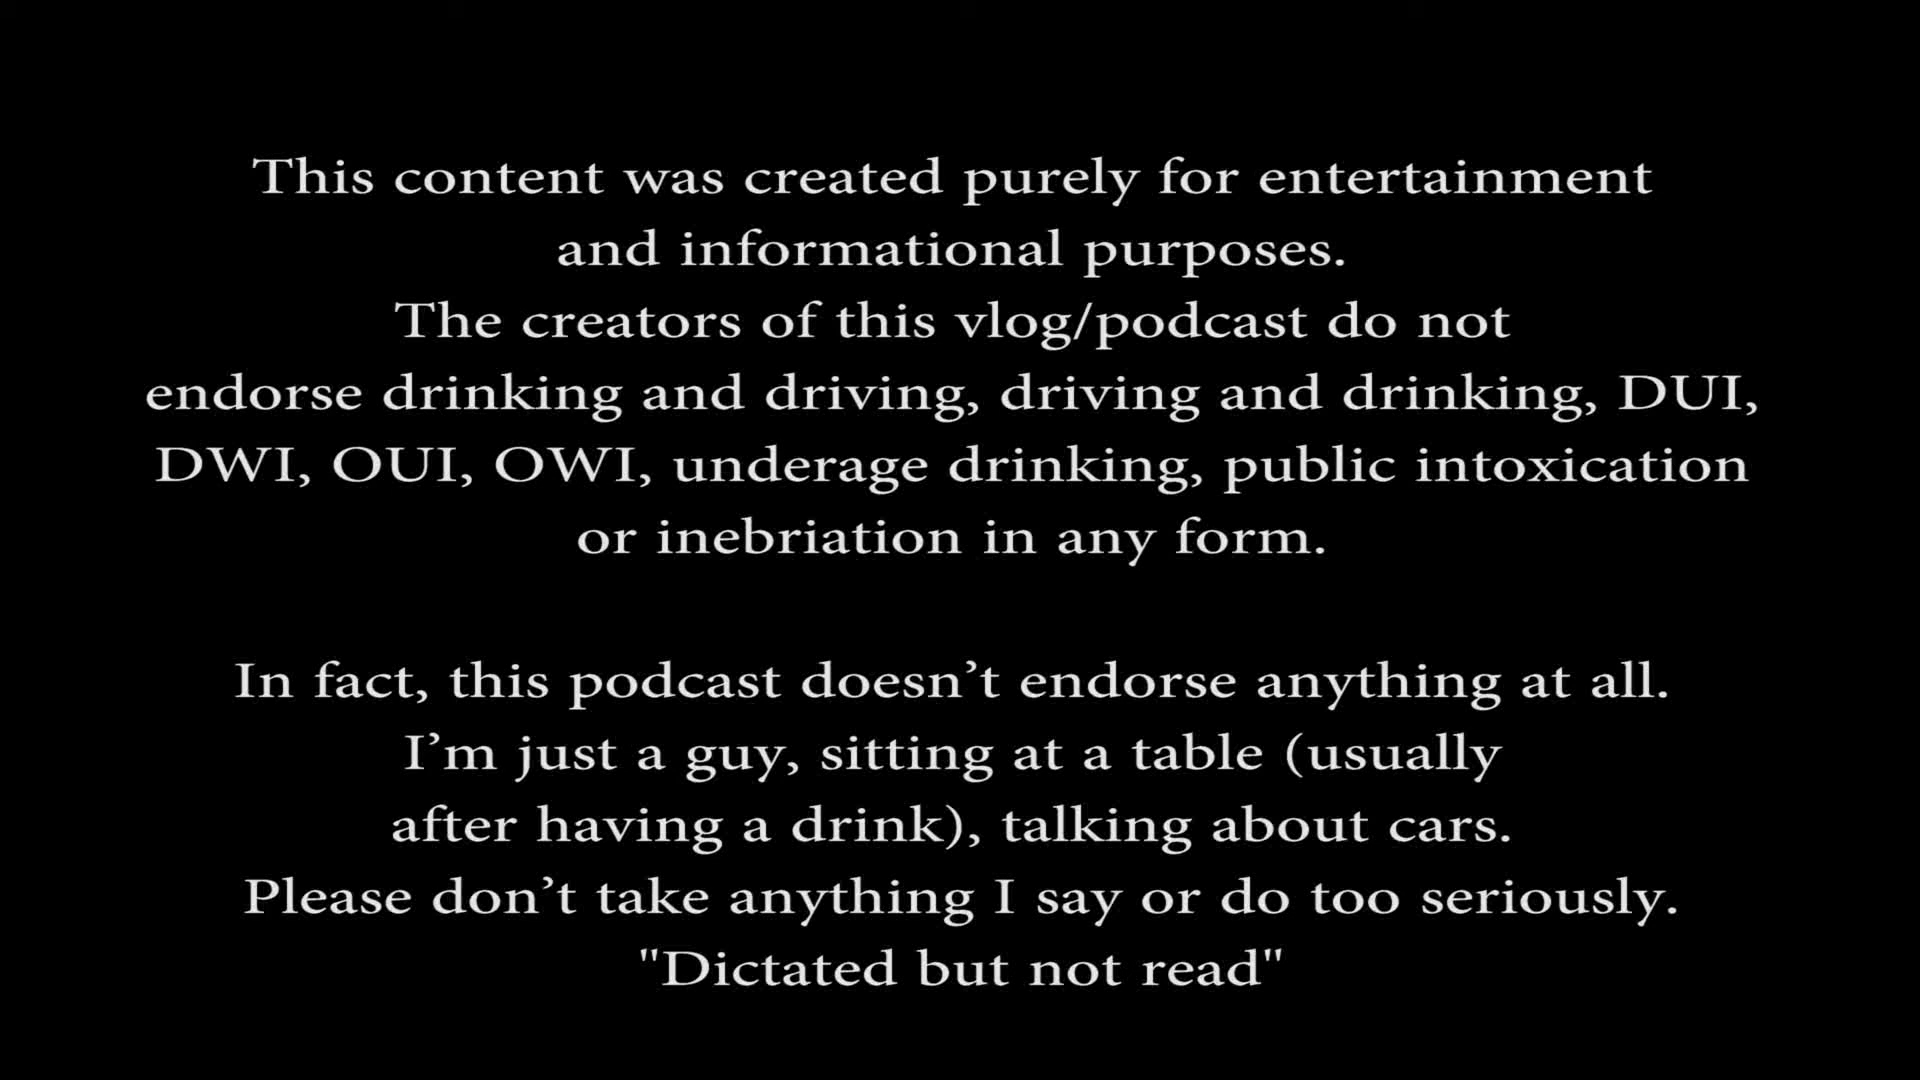 This content was created purely for entertainment
and informational purposes.
The creators of this vlog/podcast do not
endorse drinking and driving, driving and drinking, DUI,
DWI, OUI, OWI, underage drinking, public intoxication
or inebriation in any form.
In fact, this podcast doesn’t endorse anything at all.
I’m just a guy, sitting at a table (usually
after having a drink), talking about cars.
Please don’t take anything I say or do too seriously.
"Dictated but not read"